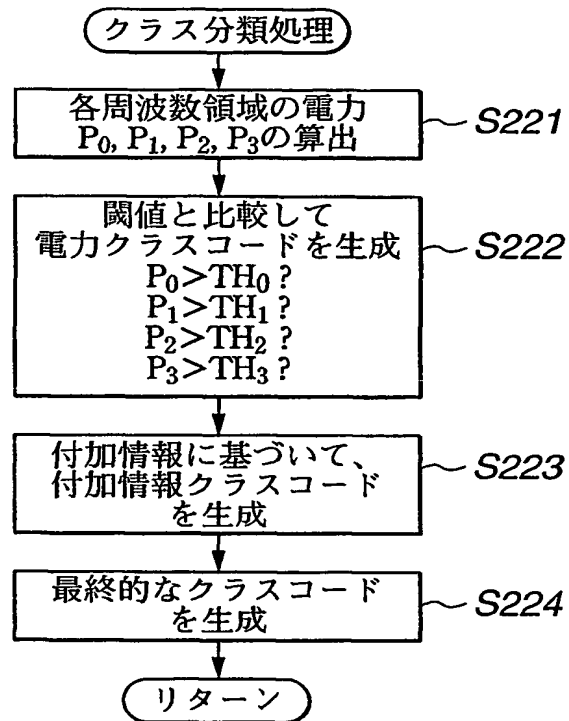 クラス分類処理
各周波数領域の電力
P₀, P₁, P₂, P₃の算出
S221
閾値と比較して
電力クラスコードを生成
P₀>TH₀?
P₁>TH₁?
P₂>TH₂?
P₃>TH₃?
S222
付加情報に基づいて、
付加情報クラスコード
を生成
S223
最終的なクラスコード
を生成
S224
リターン